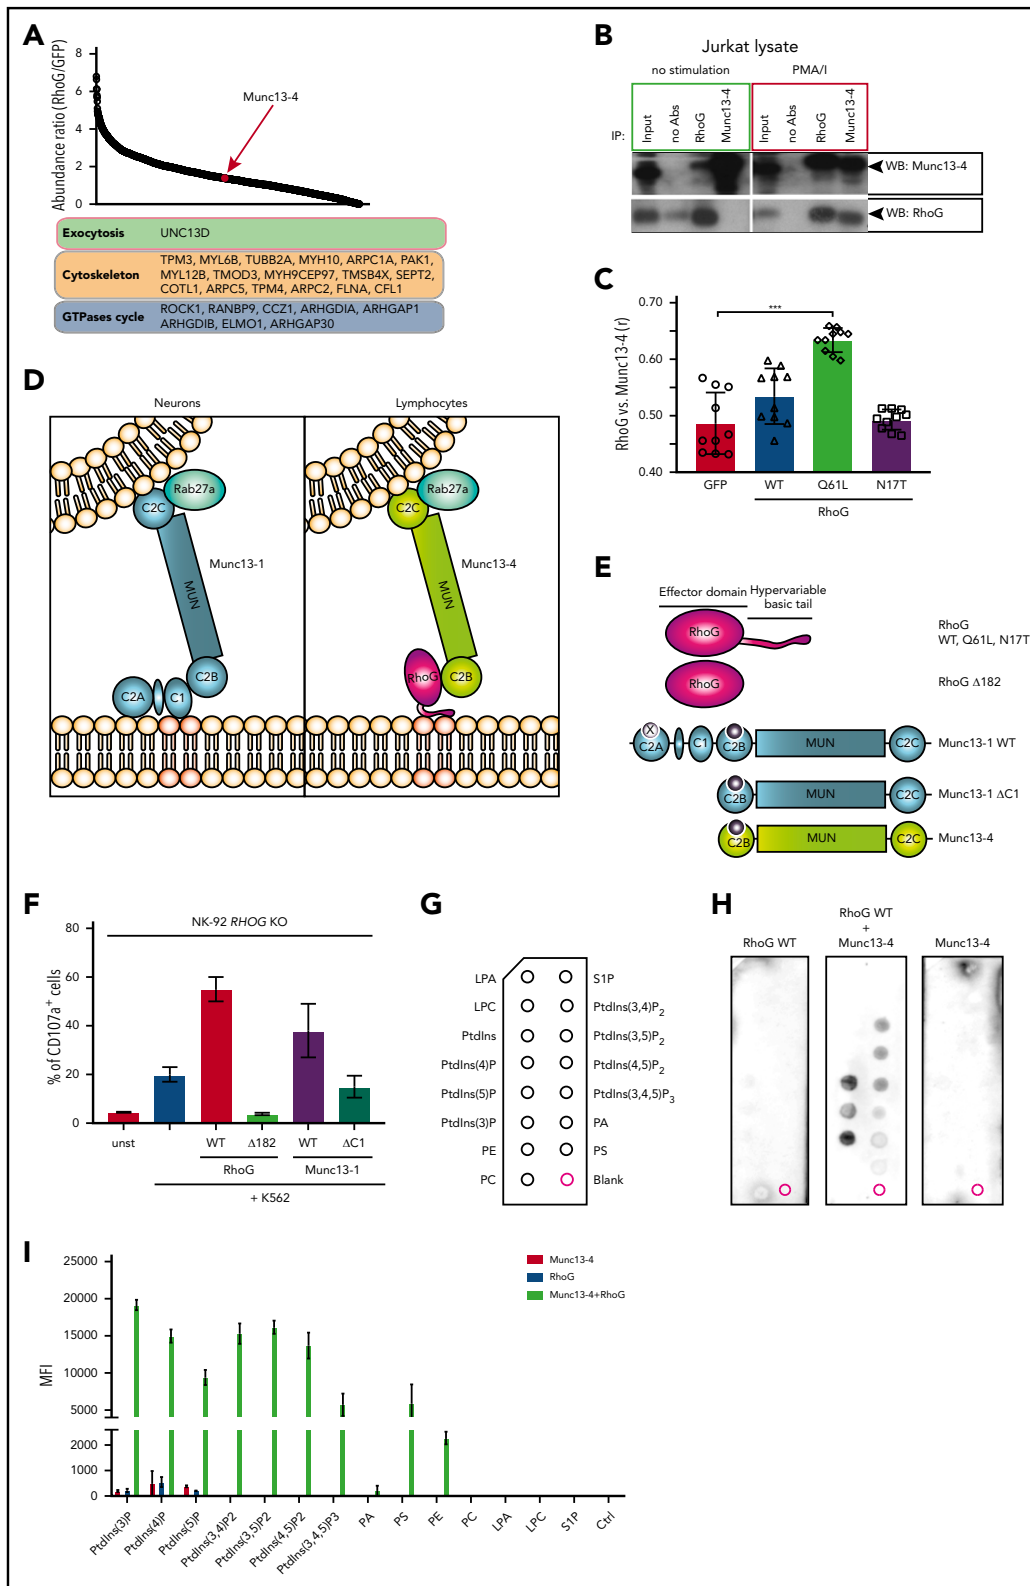 A
Abundance ratio (RhoG/GFP)
8
6
4
2
0
Munc13-4
Exocytosis UNC13D
Cytoskeleton
TPM3, MYL6B, TUBB2A, MYH10, ARPC1A, PAK1,
MYL12B, TMOD3, MYH9CEP97, TMSB4X, SEPT2,
COTL1, ARPC5, TPM4, ARPC2, FLNA, CFL1
GTPases cycle
ROCK1, RANBP9, CCZ1, ARHGDIA, ARHGAP1
ARHGDIB, ELMO1, ARHGAP30
B
Jurkat lysate
no stimulation PMA/I
IP: Input no Abs RhoG Munc13-4 Input no Abs RhoG Munc13-4
WB: Munc13-4
WB: RhoG
C
RhoG vs. Munc13-4 (r)
0.70
0.60
0.50
0.40
***
GFP WT Q61L N17T
RhoG
D
Neurons Lymphocytes
Rab27a
C2C
MUN
Munc13-1
C2A
C1
C2B
Rab27a
C2C
MUN
Munc13-4
RhoG
C2B
E
Effector domain Hypervariable
basic tail
RhoG
RhoG
WT, Q61L, N17T
RhoG
RhoG Δ182
X
C2A C1 C2B MUN C2C Munc13-1 WT
C2B MUN C2C Munc13-1 ΔC1
C2B MUN C2C Munc13-4
F
NK-92 RHOG KO
% of CD107a+ cells
80
60
40
20
0
unst WT Δ182 WT ΔC1
RhoG Munc13-1
+ K562
G
LPA S1P
LPC PtdIns(3,4)P2
PtdIns PtdIns(3,5)P2
PtdIns(4)P PtdIns(4,5)P2
PtdIns(5)P PtdIns(3,4,5)P3
PtdIns(3)P PA
PE PS
PC Blank
H
RhoG WT
RhoG WT
+
Munc13-4
Munc13-4
I
MFI
25000
20000
15000
10000
5000
2000
1000
0
Munc13-4
RhoG
Munc13-4+RhoG
PtdIns(3)P PtdIns(4)P PtdIns(5)P PtdIns(3,4)P2 PtdIns(3,5)P2 PtdIns(4,5)P2 PtdIns(3,4,5)P3 PA PS PE PC LPA LPC S1P Ctrl